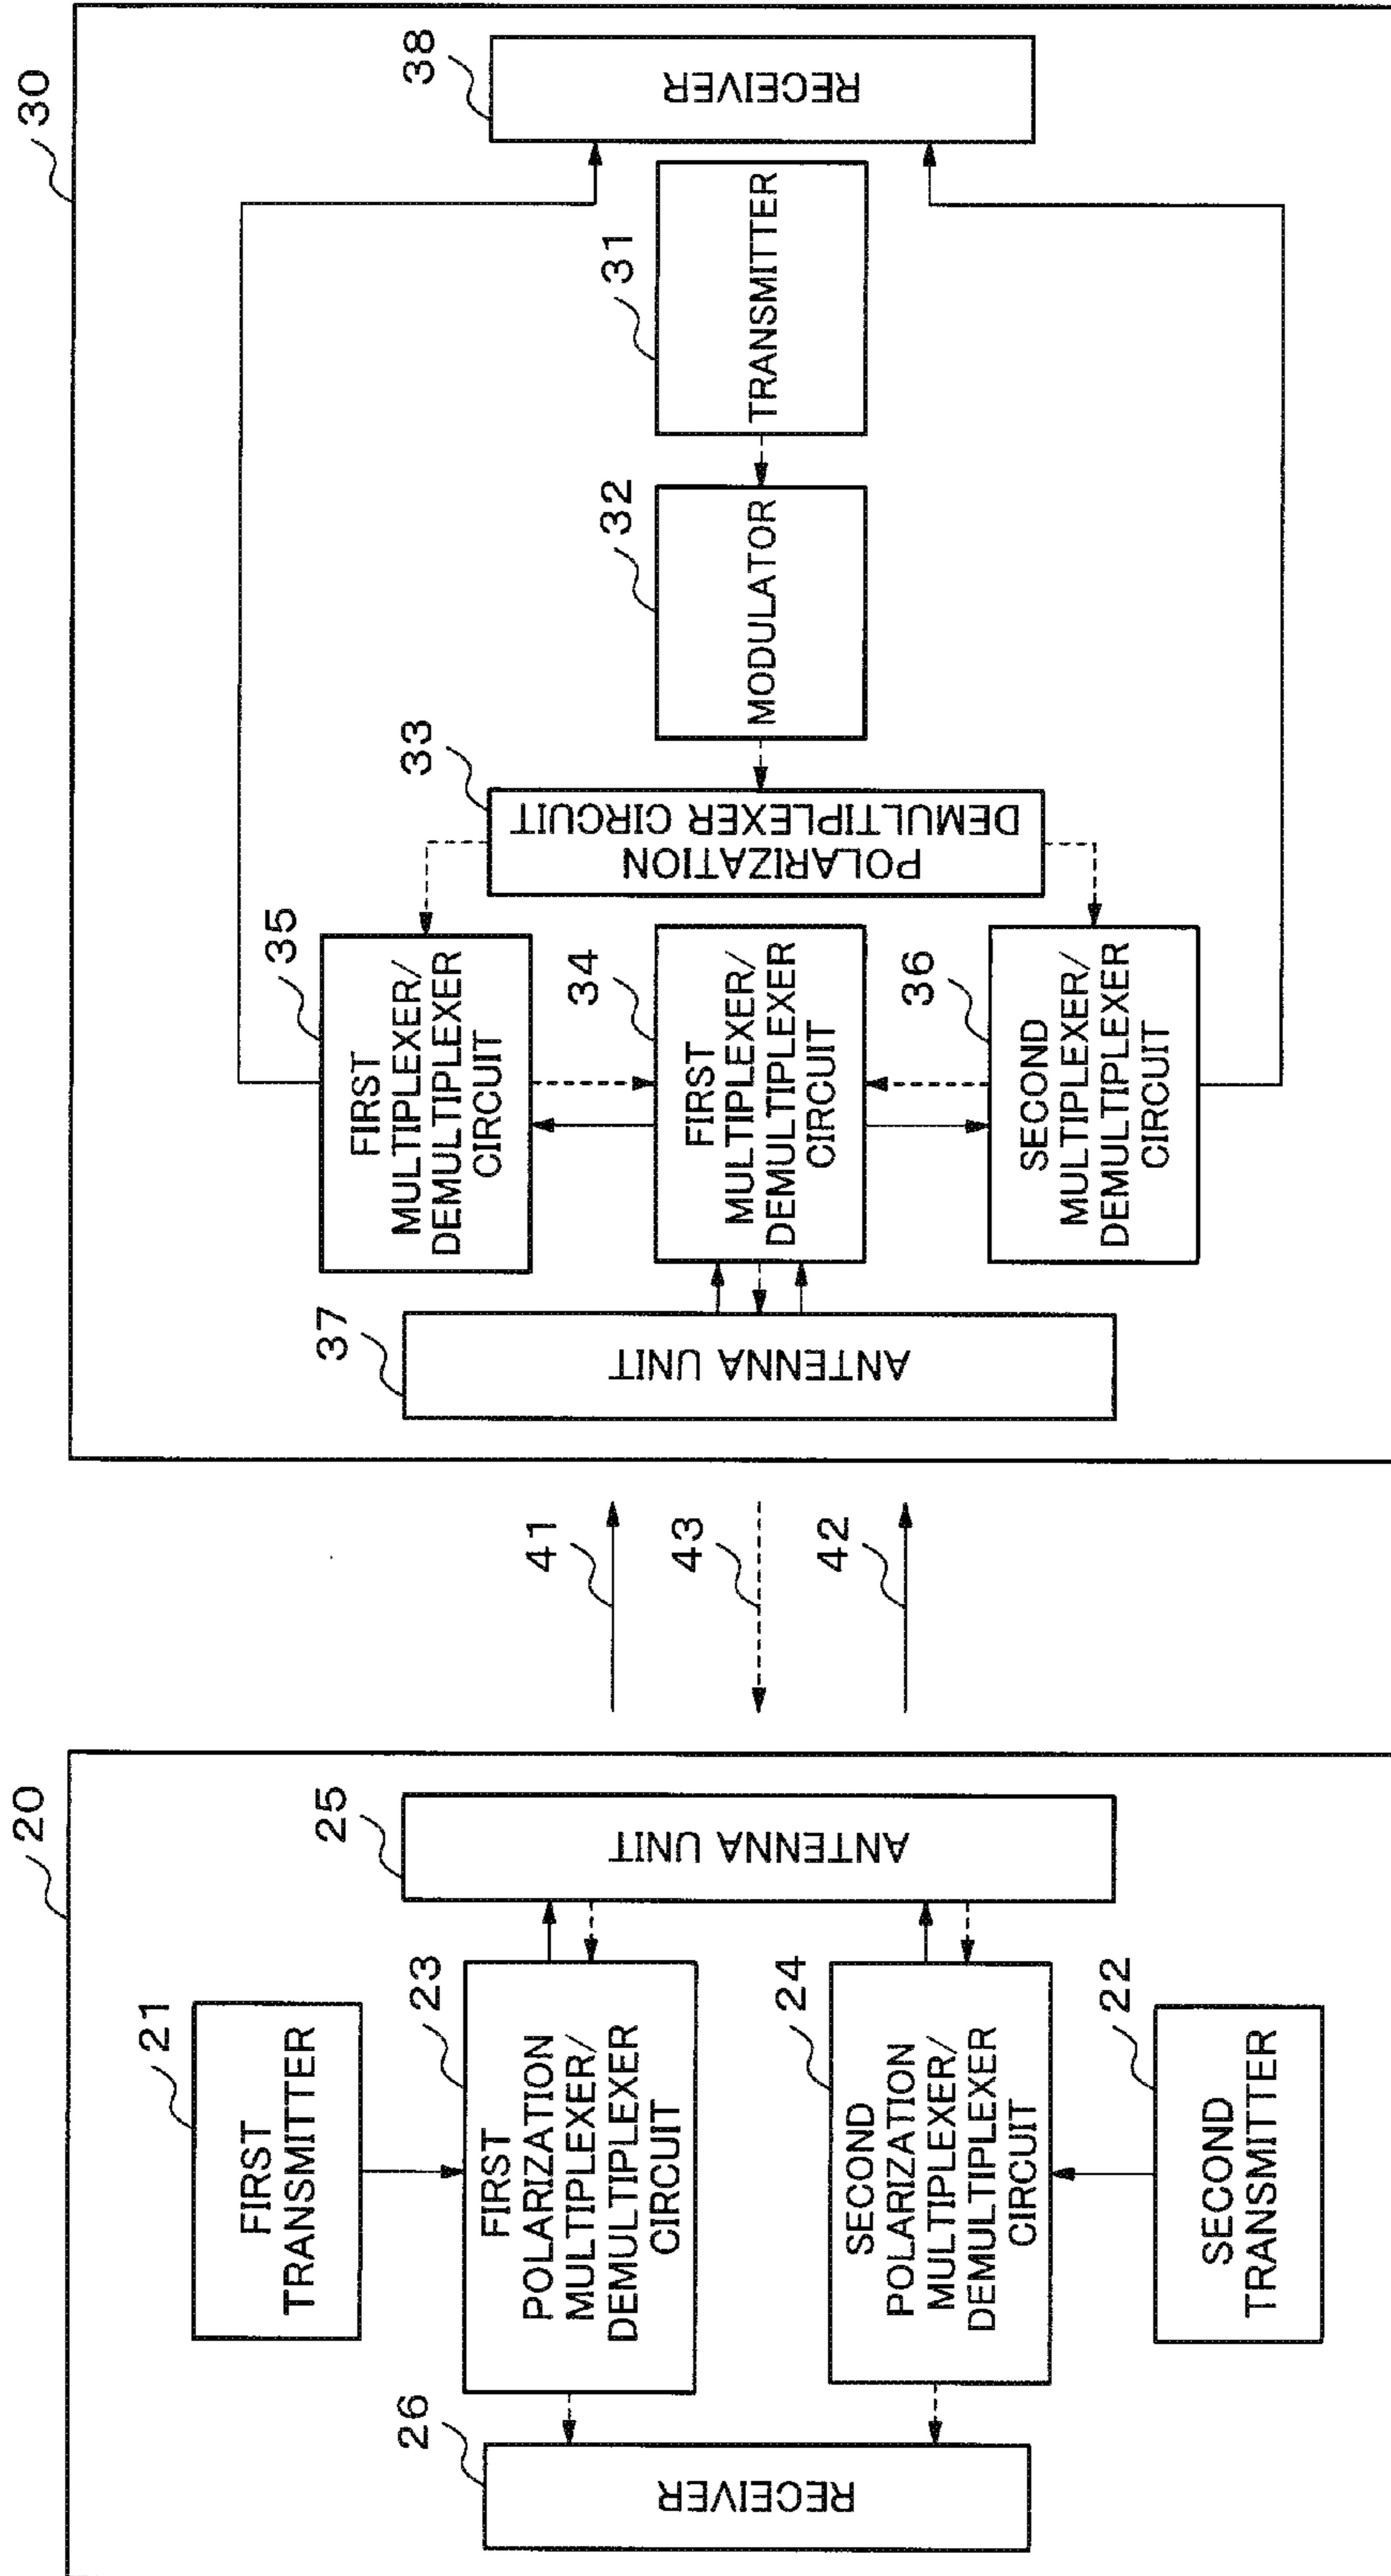 20
21
FIRST
TRANSMITTER
23
FIRST
POLARIZATION
MULTIPLEXER/
DEMULTIPLEXER
CIRCUIT
24
SECOND
POLARIZATION
MULTIPLEXER/
DEMULTIPLEXER
CIRCUIT
22
SECOND
TRANSMITTER
25
ANTENNA UNIT
26
RECEIVER
41
43
42
30
37
ANTENNA UNIT
35
FIRST
MULTIPLEXER/
DEMULTIPLEXER
CIRCUIT
34
FIRST
MULTIPLEXER/
DEMULTIPLEXER
CIRCUIT
36
SECOND
MULTIPLEXER/
DEMULTIPLEXER
CIRCUIT
33
POLARIZATION
DEMULTIPLEXER CIRCUIT
32
MODULATOR
31
TRANSMITTER
38
RECEIVER